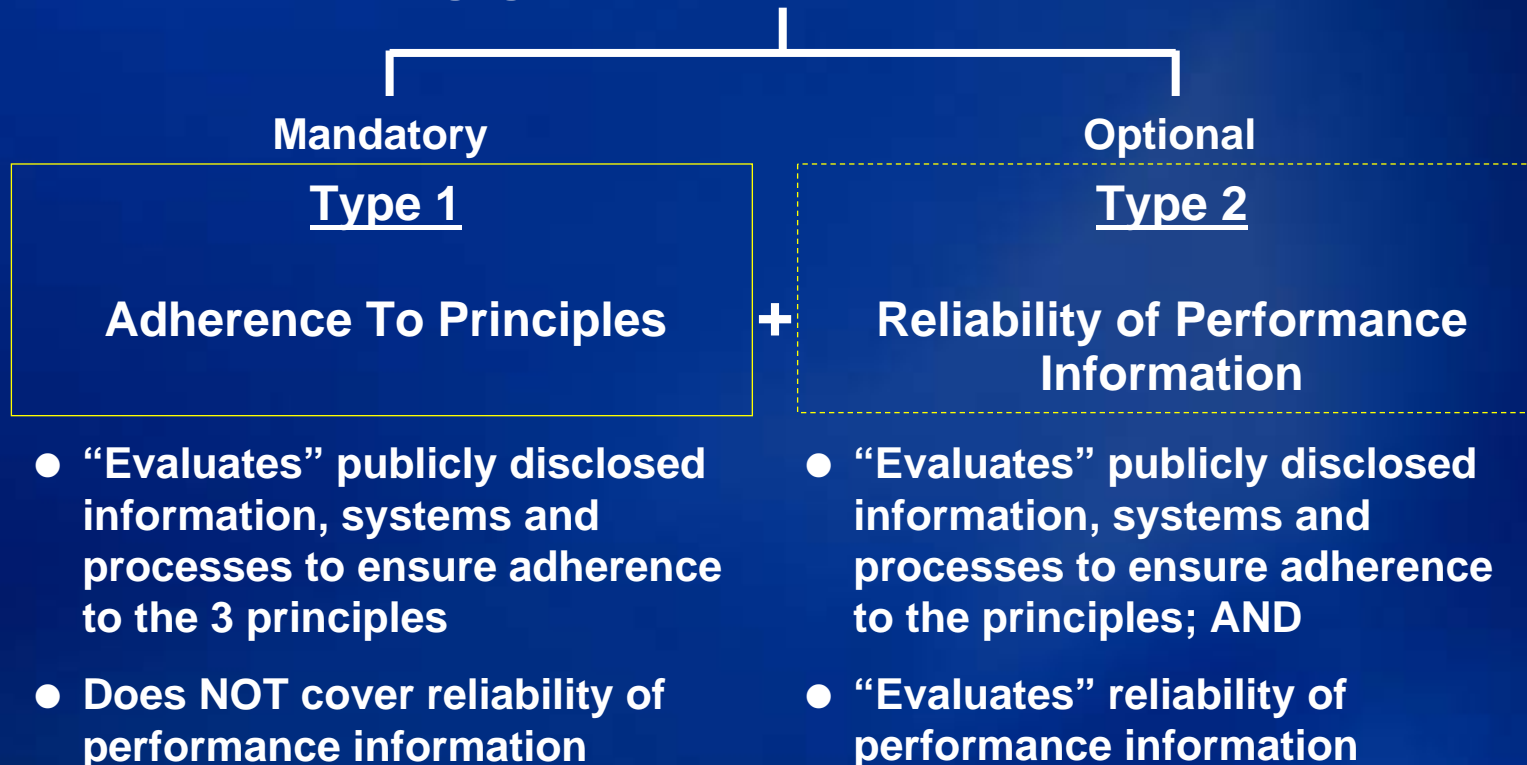 Mandatory
Type 1
Adherence To Principles
● “Evaluates” publicly disclosed
information, systems and
processes to ensure adherence
to the 3 principles
● Does NOT cover reliability of
performance information
+
Optional
Type 2
Reliability of Performance
Information
● “Evaluates” publicly disclosed
information, systems and
processes to ensure adherence
to the principles; AND
● “Evaluates” reliability of
performance information